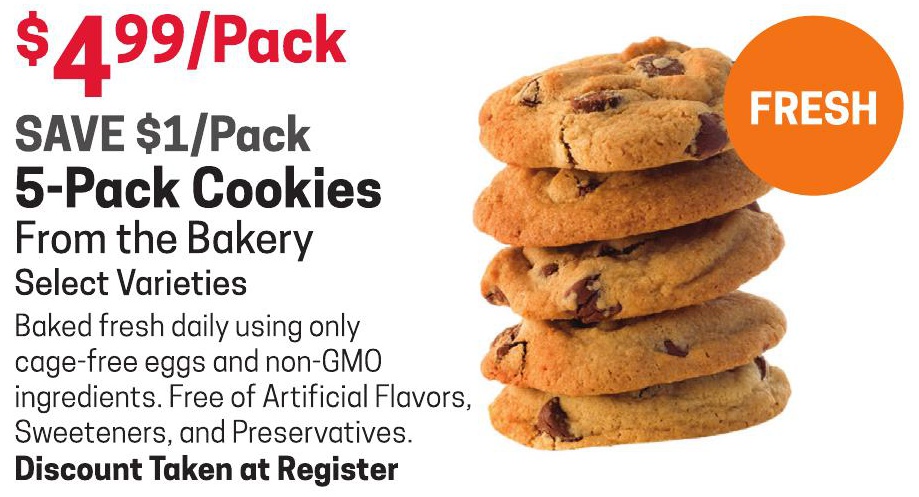 $4.99/Pack
SAVE $1/Pack
5-Pack Cookies
From the Bakery
Select Varieties
Baked fresh daily using only
cage-free eggs and non-GMO
ingredients. Free of Artificial Flavors,
Sweeteners, and Preservatives.
Discount Taken at Register
FRESH